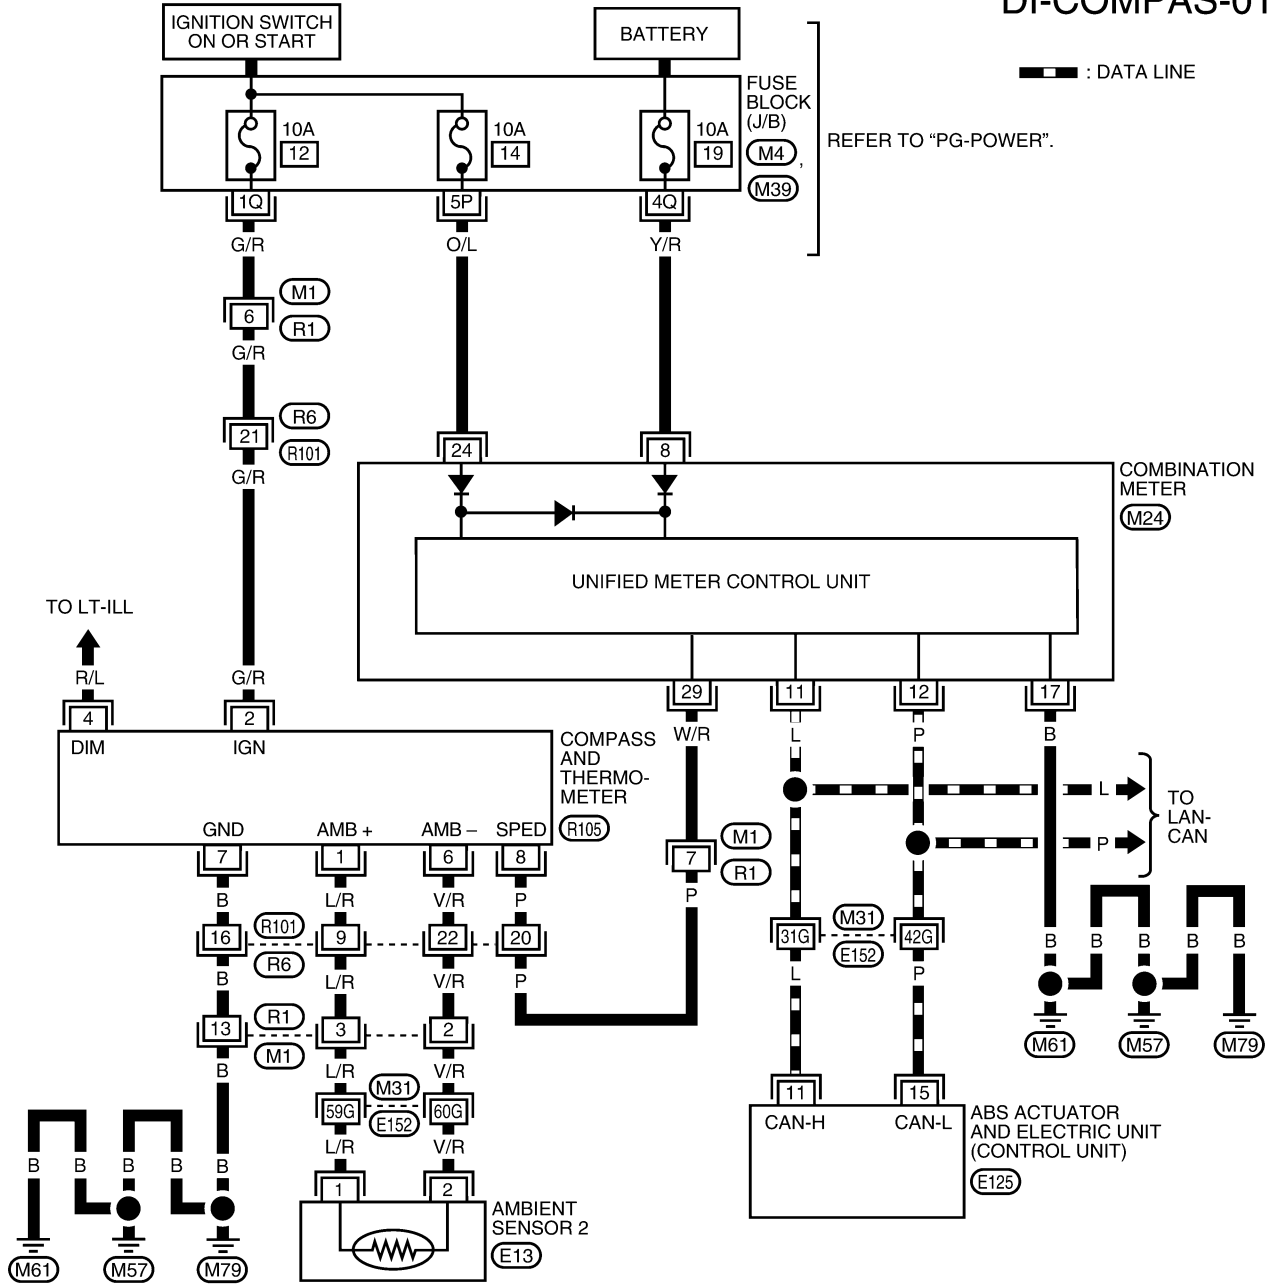 DI-COMPAS-01
IGNITION SWITCH
ON OR START
BATTERY
: DATA LINE
FUSE
BLOCK
(J/B)
M4 ,
M39
REFER TO “PG-POWER”.
10A
12
10A
14
10A
19
1Q
5P
4Q
G/R
O/L
Y/R
M1
6
R1
G/R
R6
21
R101
G/R
24
8
COMBINATION
METER
M24
UNIFIED METER CONTROL UNIT
TO LT-ILL
R/L
G/R
4
2
29
11
12
17
DIM
IGN
W/R
L
P
B
COMPASS
AND
THERMO-
METER
R105
L
P
TO
LAN-
CAN
GND
AMB +
AMB –
SPED
7
1
6
8
M1
7
R1
B
L/R
V/R
P
P
R101
16
9
22
20
R6
M31
31G
42G
E152
B
B
B
B
B
B
L/R
V/R
P
L
P
R1
13
3
2
M1
M61
M57
M79
B
L/R
V/R
M31
59G
60G
E152
11
15
CAN-H
CAN-L
ABS ACTUATOR
AND ELECTRIC UNIT
(CONTROL UNIT)
E125
B
B
B
B
B
L/R
V/R
1
2
AMBIENT
SENSOR 2
E13
M61
M57
M79